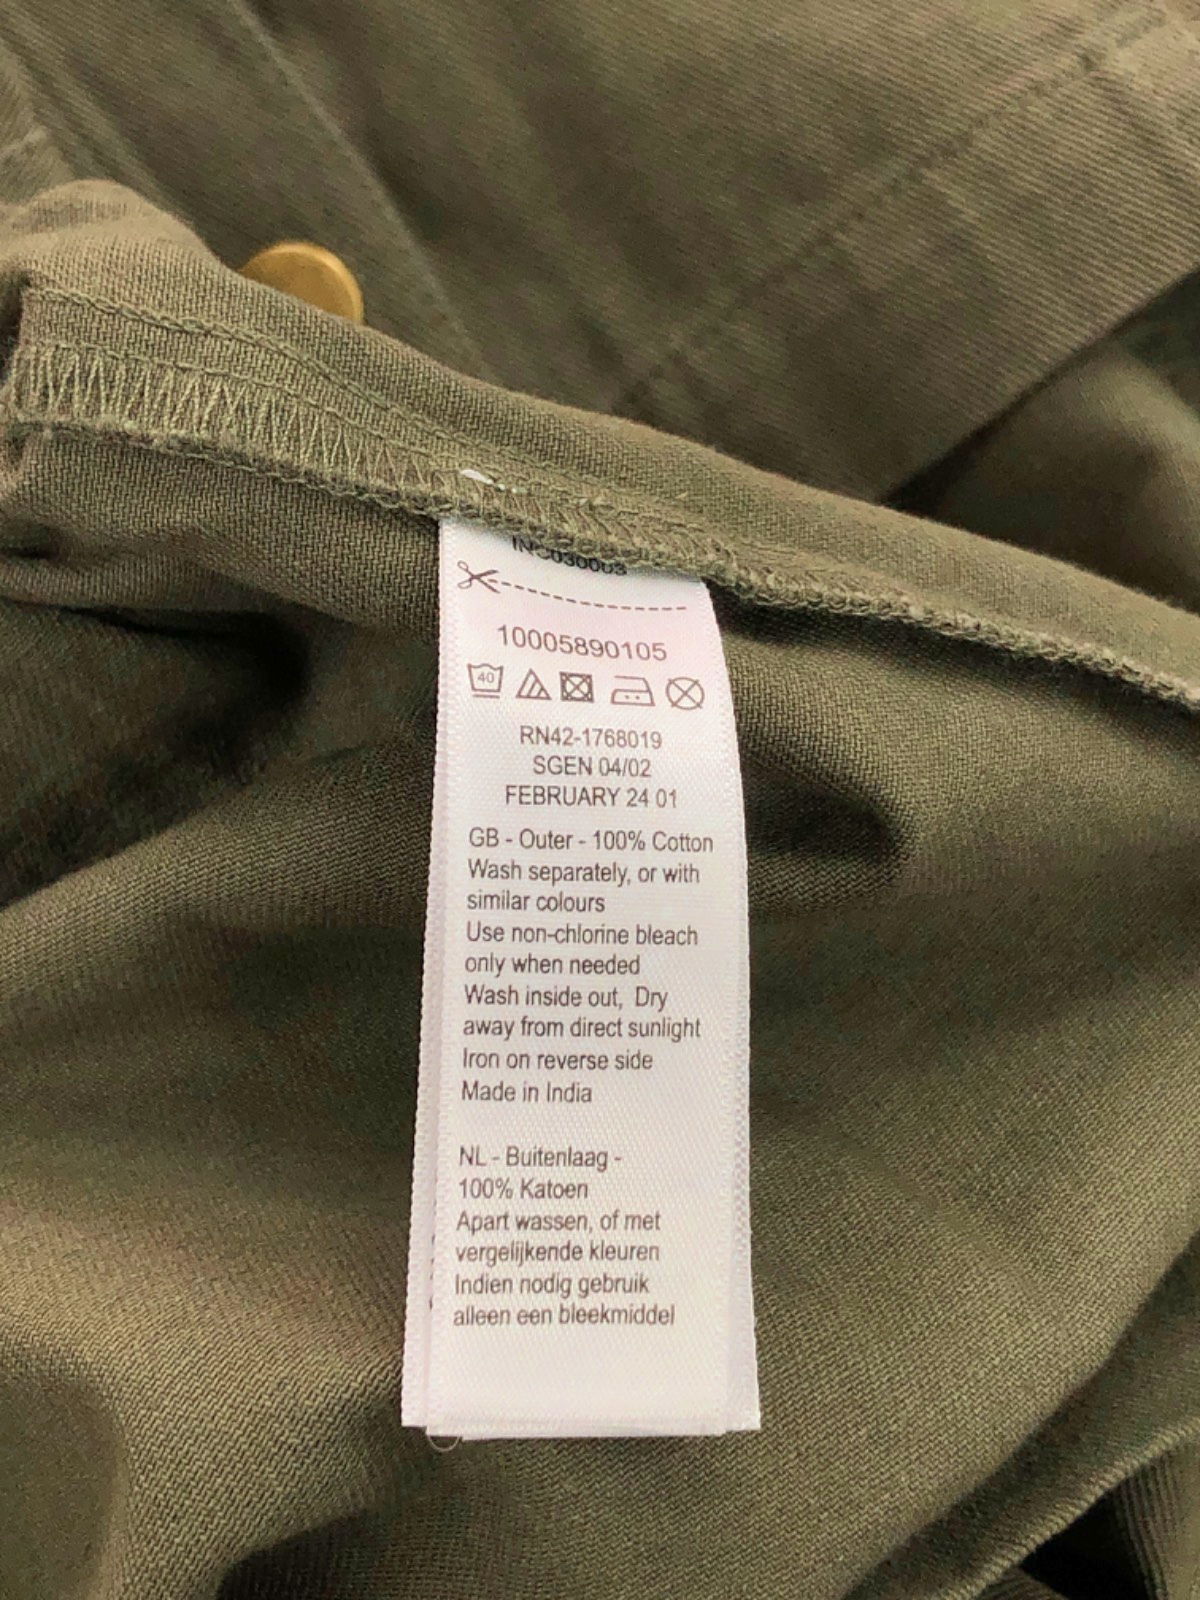 10005890105
40
RN42-1768019
SGEN 04/02
FEBRUARY 24 01
GB - Outer - 100% Cotton
Wash separately, or with
similar colours
Use non-chlorine bleach
only when needed
Wash inside out, Dry
away from direct sunlight
Iron on reverse side
Made in India
NL - Buitenlaag -
100% Katoen
Apart wassen, of met
vergelijkende kleuren
Indien nodig gebruik
alleen een bleekmiddel